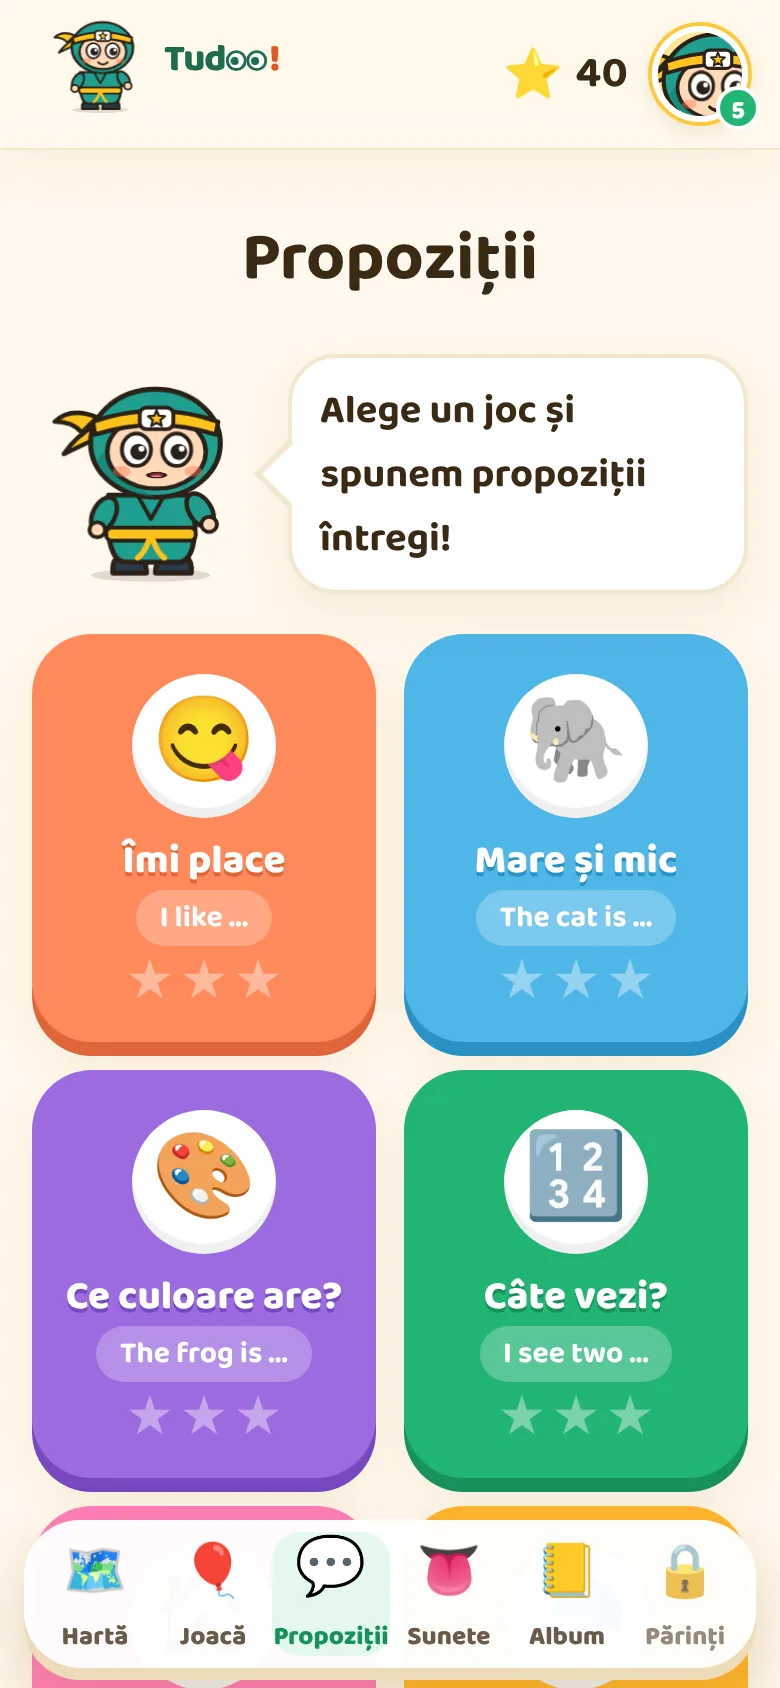 Tudoo!
40
5
Propoziții
Alege un joc și
spunem propoziții
întregi!
Îmi place
I like ...
Mare și mic
The cat is ...
Ce culoare are?
The frog is ...
1 2
3 4
Câte vezi?
I see two ...
Hartă
Joacă
Propoziții
Sunete
Album
Părinți